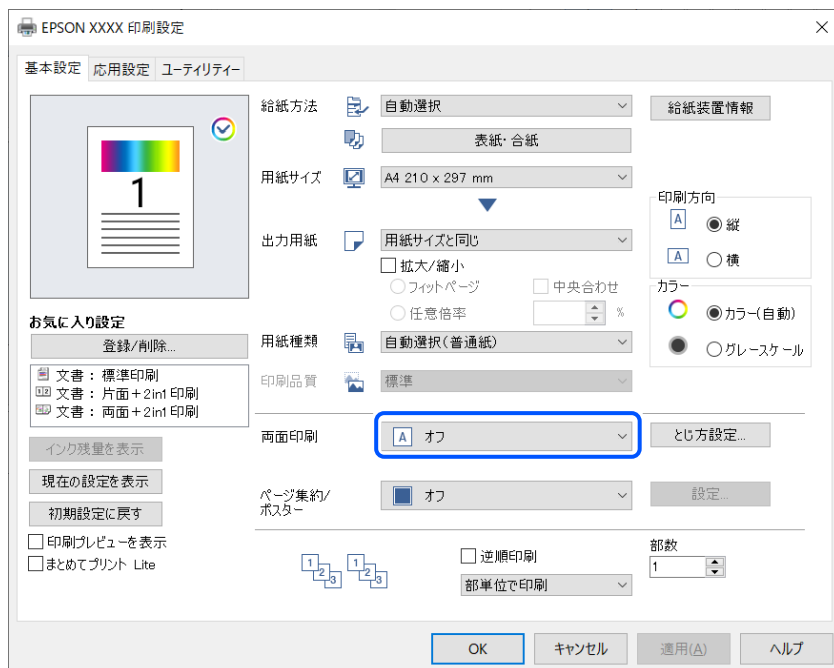 EPSON XXXX 印刷設定
基本設定 応用設定 ユーティリティー
1
お気に入り設定
登録/削除...
文書： 標準印刷
文書： 片面＋2in1 印刷
文書： 両面＋2in1 印刷
インク残量を表示
現在の設定を表示
初期設定に戻す
印刷プレビューを表示
まとめてプリント Lite
給紙方法 自動選択 給紙装置情報
表紙・合紙
用紙サイズ A4 210 x 297 mm
出力用紙 用紙サイズと同じ
拡大/縮小
フィットページ 中央合わせ
任意倍率 %
用紙種類 自動選択(普通紙)
印刷品質 標準
印刷方向
A 縦
A 横
カラー
カラー(自動)
グレースケール
両面印刷 A オフ とじ方設定...
ページ集約/
ポスター オフ 設定...
1 2 3 1 2 3
逆順印刷
部単位で印刷
部数
1
OK キャンセル 適用(A) ヘルプ